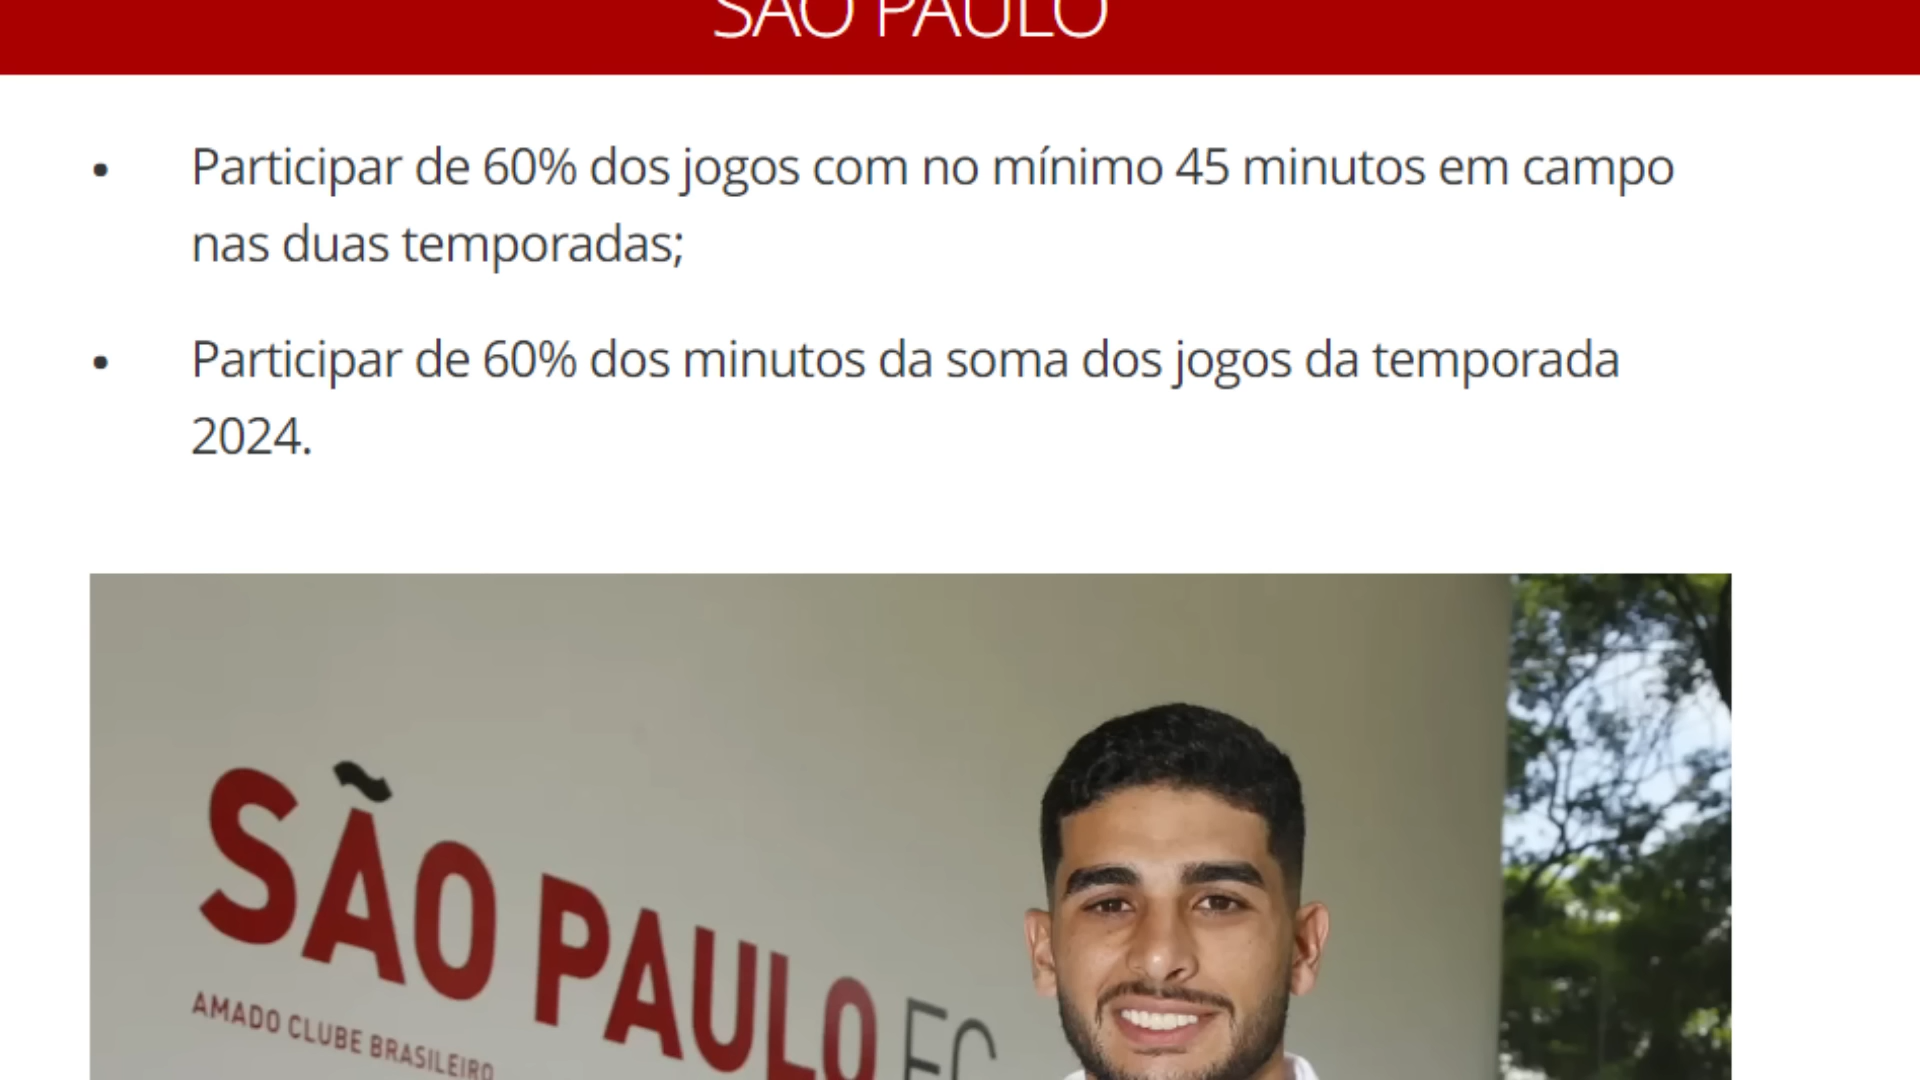 SÃO PAULO
• Participar de 60% dos jogos com no mínimo 45 minutos em campo
nas duas temporadas;
• Participar de 60% dos minutos da soma dos jogos da temporada
2024.
SÃO PAULO FC
AMADO CLUBE BRASILEIRO